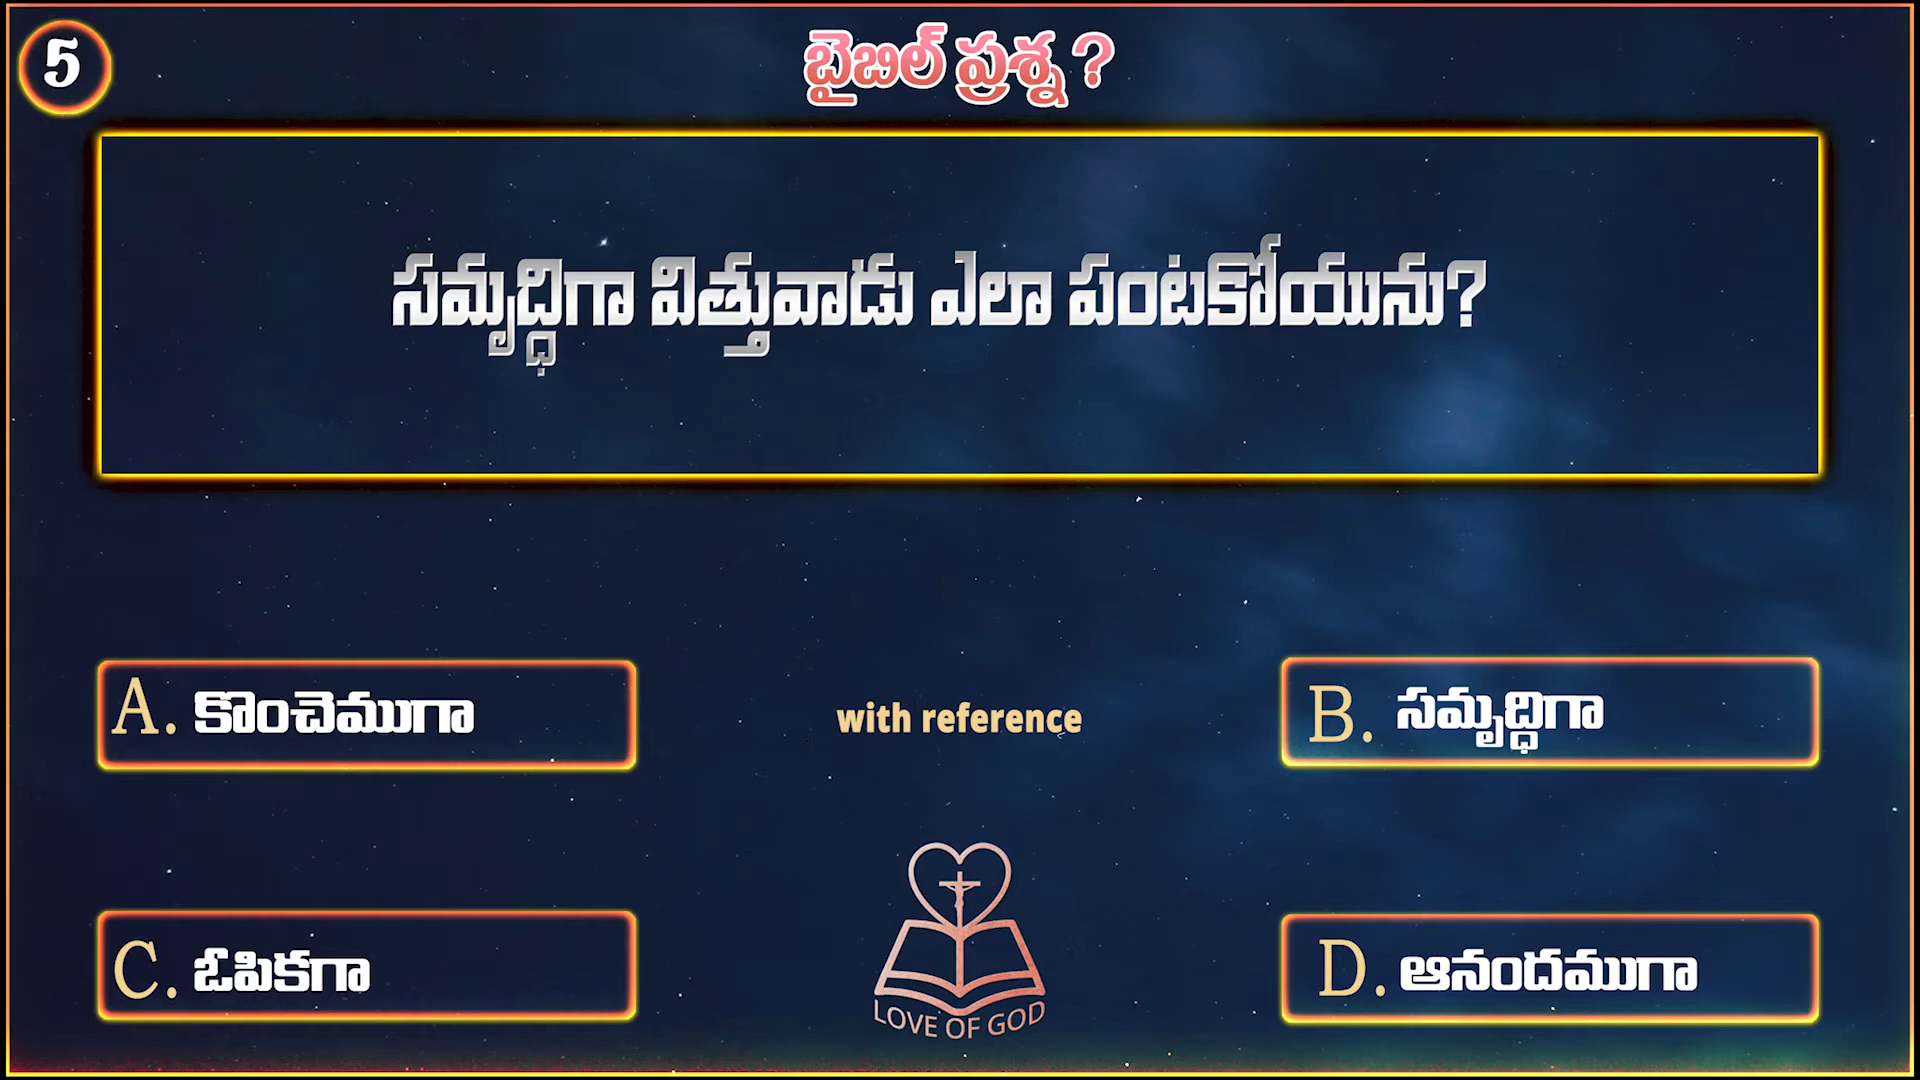 5
బైబిల్ ప్రశ్న ?
సమృద్ధిగా విత్తువాడు ఎలా పంటకోయును?
A. కొంచెముగా
with reference
B. సమృద్ధిగా
C. ఓపికగా
D. ఆనందముగా
LOVE OF GOD